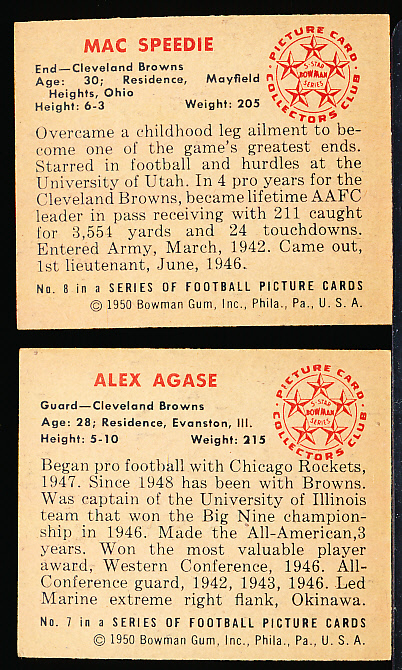 MAC SPEEDIE
End—Cleveland Browns
Age: 30; Residence, Mayfield
Heights, Ohio
Height: 6-3 Weight: 205
PICTURE CARD
5-STAR
BOWMAN
SERIES
COLLECTORS CLUB
Overcame a childhood leg ailment to be-
come one of the game's greatest ends.
Starred in football and hurdles at the
University of Utah. In 4 pro years for the
Cleveland Browns, became lifetime AAFC
leader in pass receiving with 211 caught
for 3,554 yards and 24 touchdowns.
Entered Army, March, 1942. Came out,
1st lieutenant, June, 1946.
No. 8 in a SERIES OF FOOTBALL PICTURE CARDS
© 1950 Bowman Gum, Inc., Phila., Pa., U. S. A.
ALEX AGASE
Guard—Cleveland Browns
Age: 28; Residence, Evanston, Ill.
Height: 5-10 Weight: 215
PICTURE CARD
5-STAR
BOWMAN
SERIES
COLLECTORS CLUB
Began pro football with Chicago Rockets,
1947. Since 1948 has been with Browns.
Was captain of the University of Illinois
team that won the Big Nine champion-
ship in 1946. Made the All-American,3
years. Won the most valuable player
award, Western Conference, 1946. All-
Conference guard, 1942, 1943, 1946. Led
Marine extreme right flank, Okinawa.
No. 7 in a SERIES OF FOOTBALL PICTURE CARDS
© 1950 Bowman Gum, Inc., Phila., Pa., U. S. A.